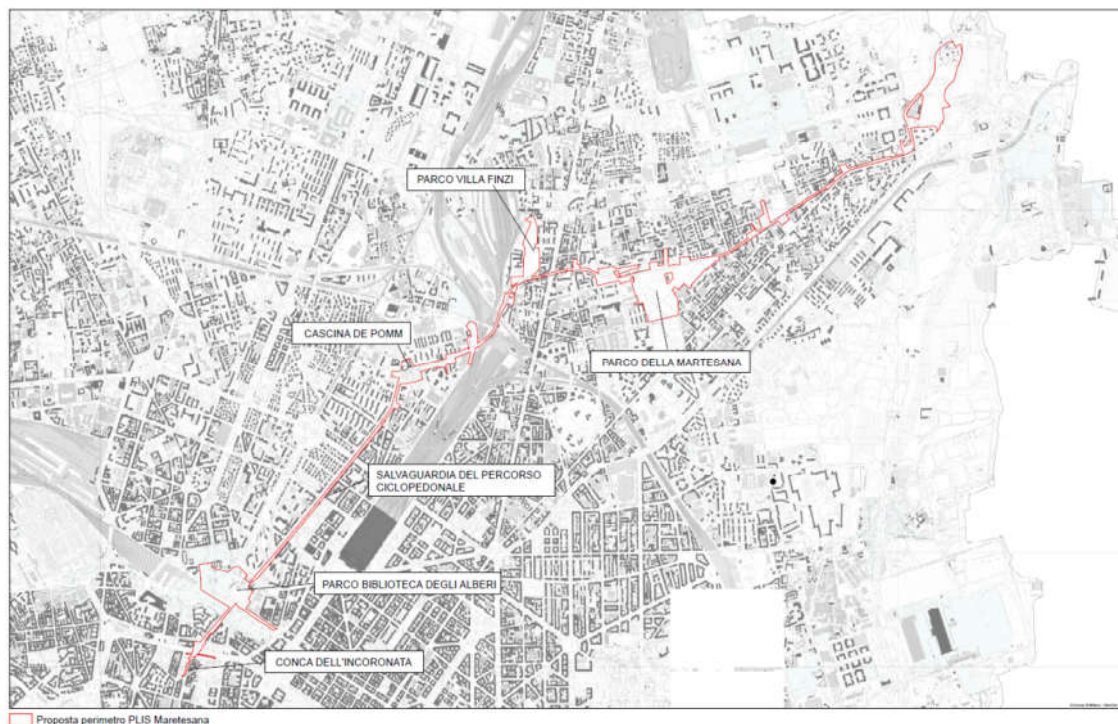 PARCO VILLA FINZI
CASCINA DE POMM
PARCO DELLA MARTESANA
SALVAGUARDIA DEL PERCORSO
CICLOPEDONALE
PARCO BIBLIOTECA DEGLI ALBERI
CONCA DELL'INCORONATA
Proposta perimetro PLIS Maretesana